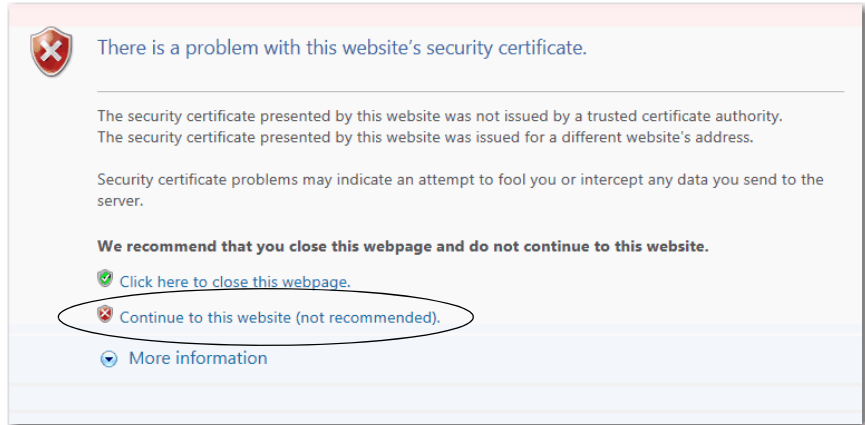 There is a problem with this website’s security certificate.
The security certificate presented by this website was not issued by a trusted certificate authority.
The security certificate presented by this website was issued for a different website's address.
Security certificate problems may indicate an attempt to fool you or intercept any data you send to the
server.
We recommend that you close this webpage and do not continue to this website.
Click here to close this webpage.
Continue to this website (not recommended).
More information